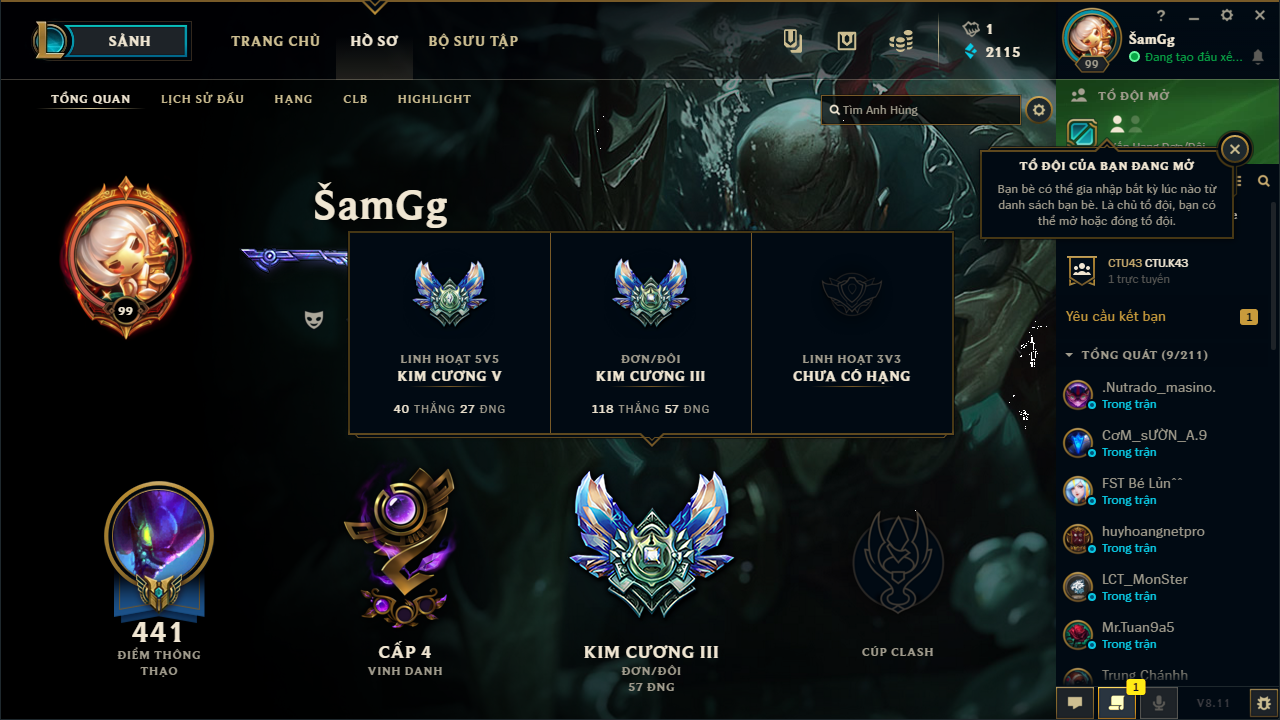 SẢNH
TRANG CHỦ
HỒ SƠ
BỘ SƯU TẬP
1
2115
?
ŠamGg
99
Đang tạo đấu xế...
TỔNG QUAN
LỊCH SỬ ĐẤU
HẠNG
CLB
HIGHLIGHT
Tìm Anh Hùng
TỔ ĐỘI MỞ
TỔ ĐỘI CỦA BẠN ĐANG MỞ
Bạn bè có thể gia nhập bất kỳ lúc nào từ
danh sách bạn bè. Là chủ tổ đội, bạn có
thể mở hoặc đóng tổ đội.
ŠamGg
99
LINH HOẠT 5V5
KIM CƯƠNG V
40 THẮNG 27 ĐNG
ĐƠN/ĐÔI
KIM CƯƠNG III
118 THẮNG 57 ĐNG
LINH HOẠT 3V3
CHƯA CÓ HẠNG
CTU43 CTU.K43
1 trực tuyến
Yêu cầu kết bạn
1
TỔNG QUÁT (9/211)
.Nutrado_masino.
Trong trận
CơM_sƯỜN_A.9
Trong trận
FST Bé Lủnˆˆ
Trong trận
huyhoangnetpro
Trong trận
LCT_MonSter
Trong trận
Mr.Tuan9a5
Trong trận
Trung Chánhh
441
ĐIỂM THÔNG
THẠO
CẤP 4
VINH DANH
KIM CƯƠNG III
ĐƠN/ĐÔI
57 ĐNG
CÚP CLASH
1
V8.11